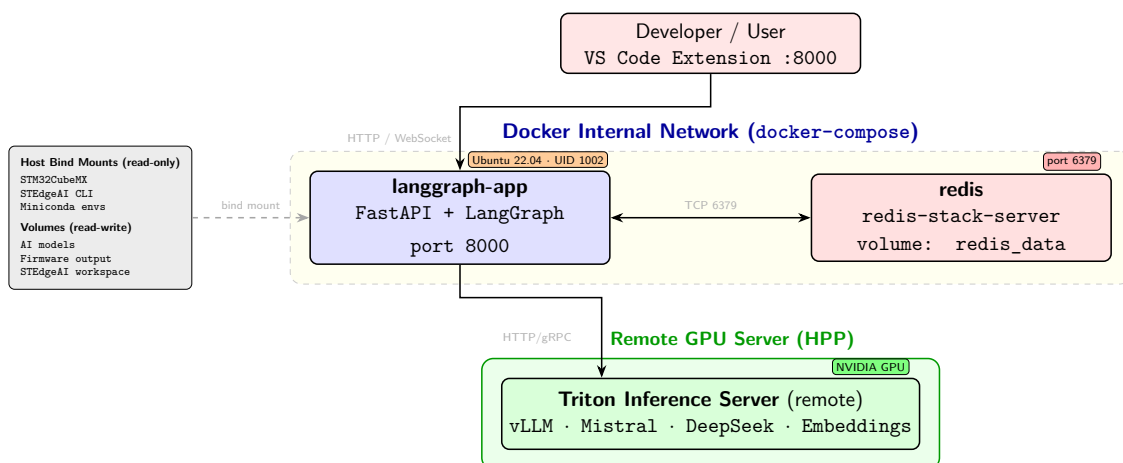 Developer / User
VS Code Extension :8000
HTTP / WebSocket
Docker Internal Network (docker-compose)
Host Bind Mounts (read-only)
STM32CubeMX
STEdgeAI CLI
Miniconda envs
Volumes (read-write)
AI models
Firmware output
STEdgeAI workspace
bind mount
Ubuntu 22.04 · UID 1002
langgraph-app
FastAPI + LangGraph
port 8000
TCP 6379
port 6379
redis
redis-stack-server
volume: redis_data
HTTP/gRPC
Remote GPU Server (HPP)
NVIDIA GPU
Triton Inference Server (remote)
vLLM · Mistral · DeepSeek · Embeddings